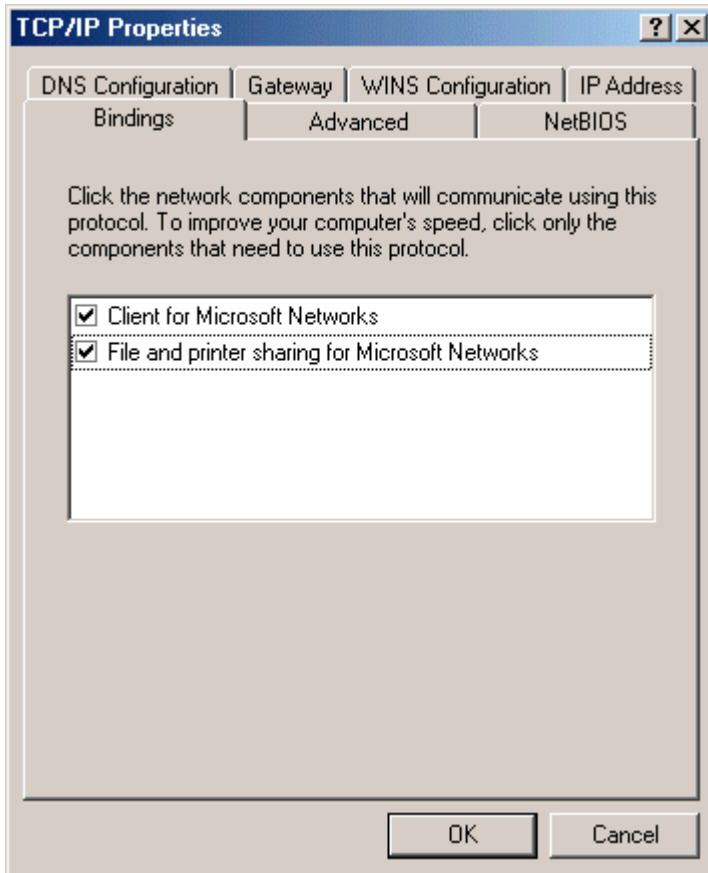 TCP/IP Properties
DNS Configuration Gateway WINS Configuration IP Address
Bindings Advanced NetBIOS
Click the network components that will communicate using this
protocol. To improve your computer's speed, click only the
components that need to use this protocol.
Client for Microsoft Networks
File and printer sharing for Microsoft Networks
OK Cancel